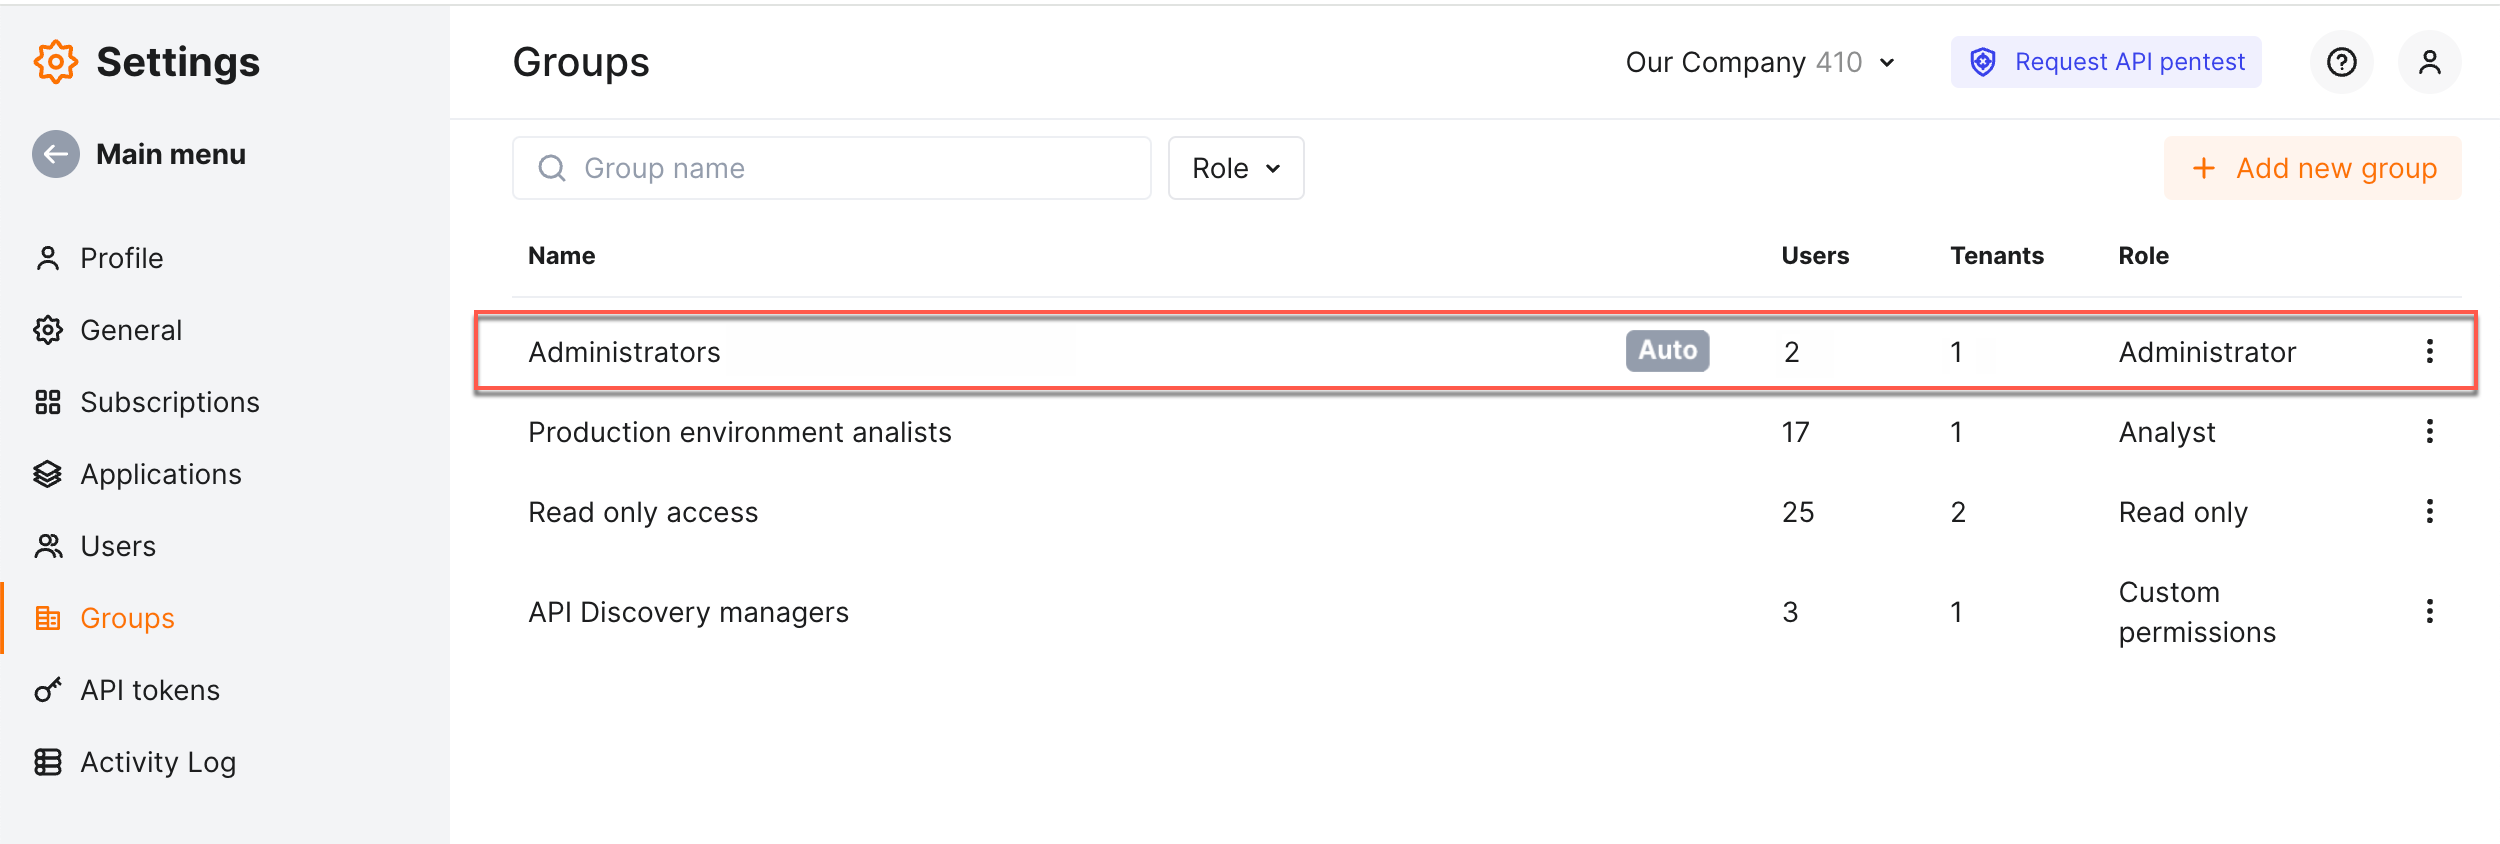 Settings
Main menu
Profile
General
Subscriptions
Applications
Users
Groups
API tokens
Activity Log
Groups
Our Company 410
Request API pentest
Group name
Role
Add new group
Name Users Tenants Role
Administrators Auto 2 1 Administrator
Production environment analists 17 1 Analyst
Read only access 25 2 Read only
API Discovery managers 3 1 Custom
permissions